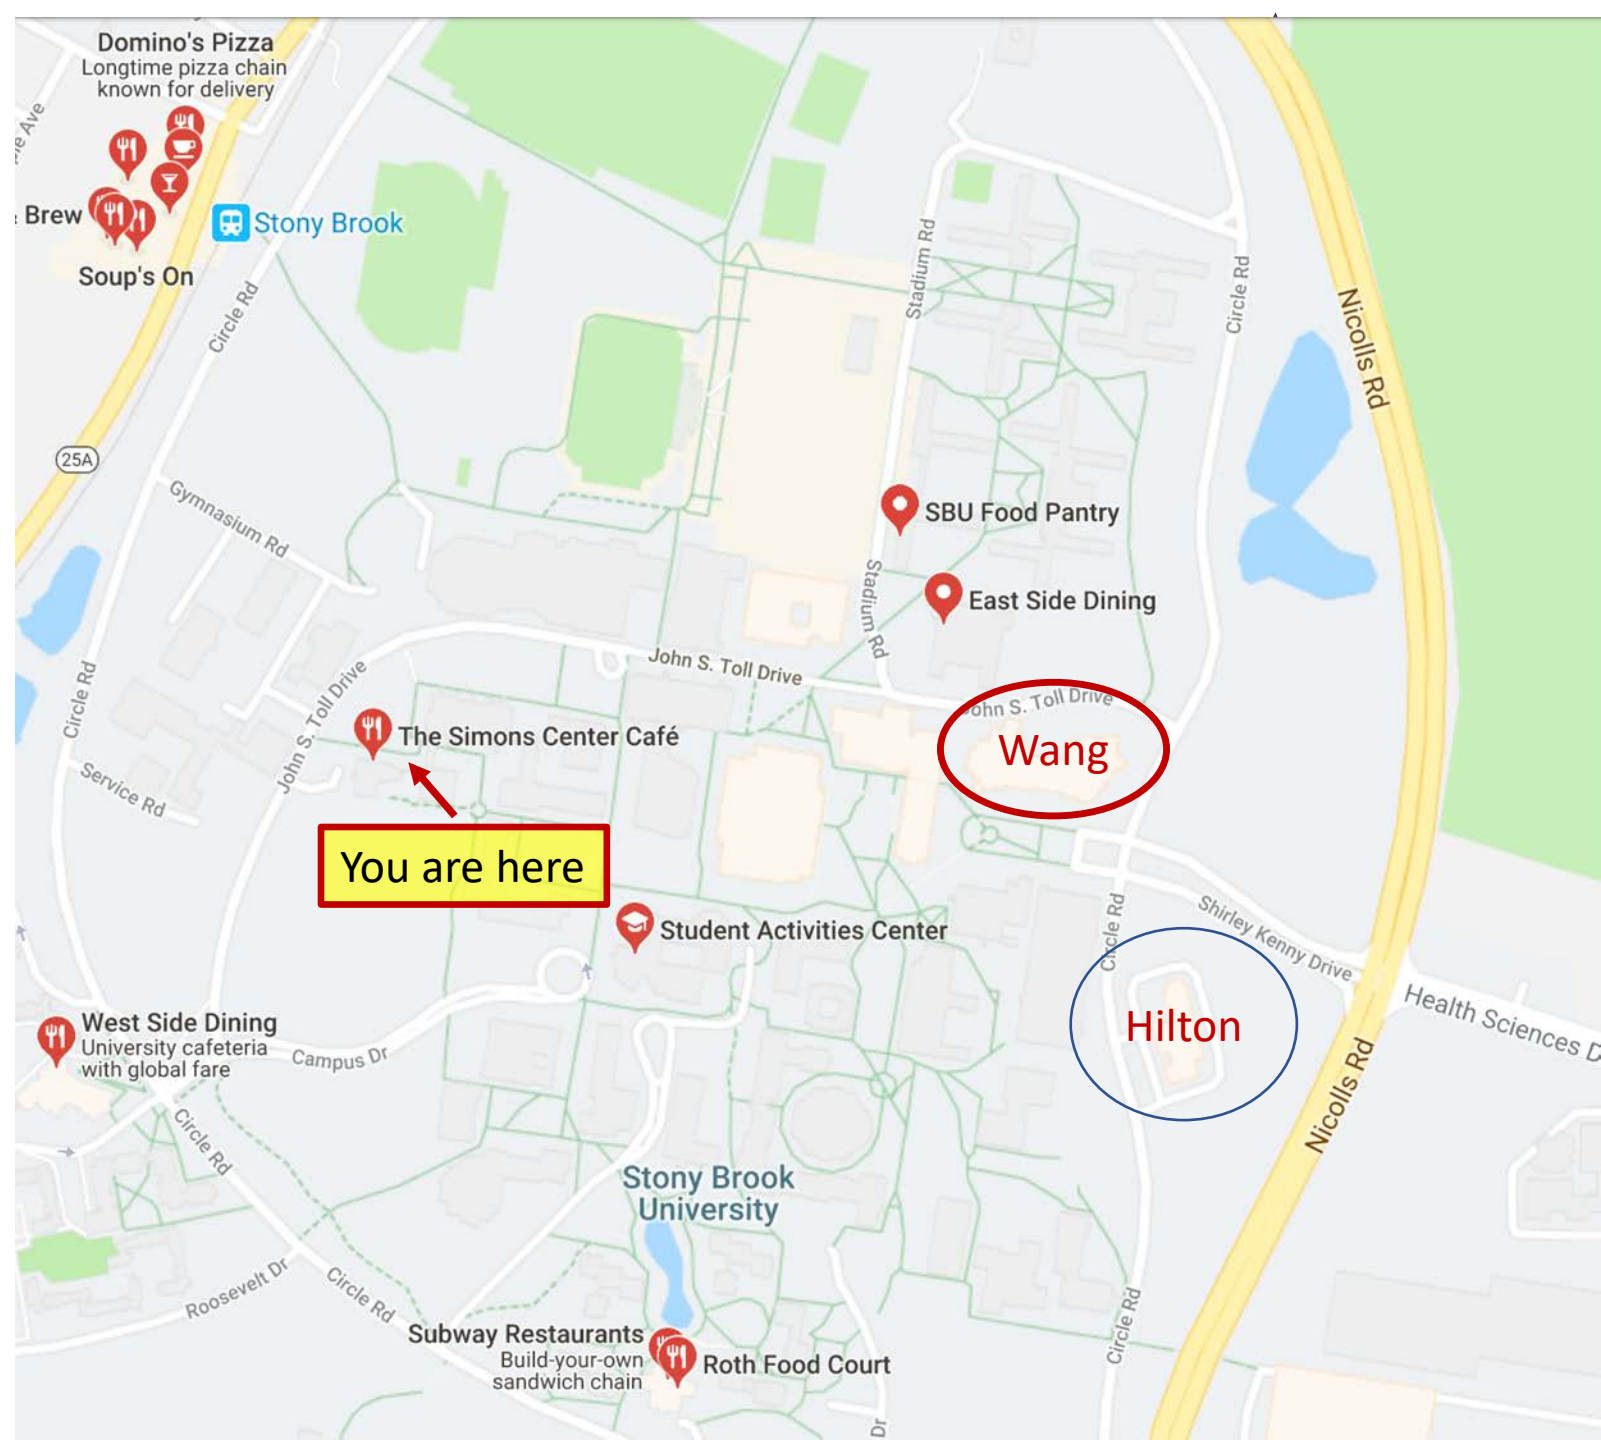 Domino's Pizza
Longtime pizza chain
known for delivery
Ave
Brew
Stony Brook
Soup's On
Circle Rd
Stadium Rd
Circle Rd
Nicolls Rd
25A
Gymnasium Rd
SBU Food Pantry
Stadium Rd
East Side Dining
John S. Toll Drive
Circle Rd
John S. Toll Drive
John S. Toll Drive
The Simons Center Café
Wang
Service Rd
You are here
Student Activities Center
Circle Rd
Shirley Kenny Drive
Health Sciences D
West Side Dining
University cafeteria
with global fare
Campus Dr
Hilton
Nicolls Rd
Circle Rd
Stony Brook
University
Roosevelt Dr
Circle Rd
Circle Rd
Subway Restaurants
Build-your-own
sandwich chain
Roth Food Court
Dr